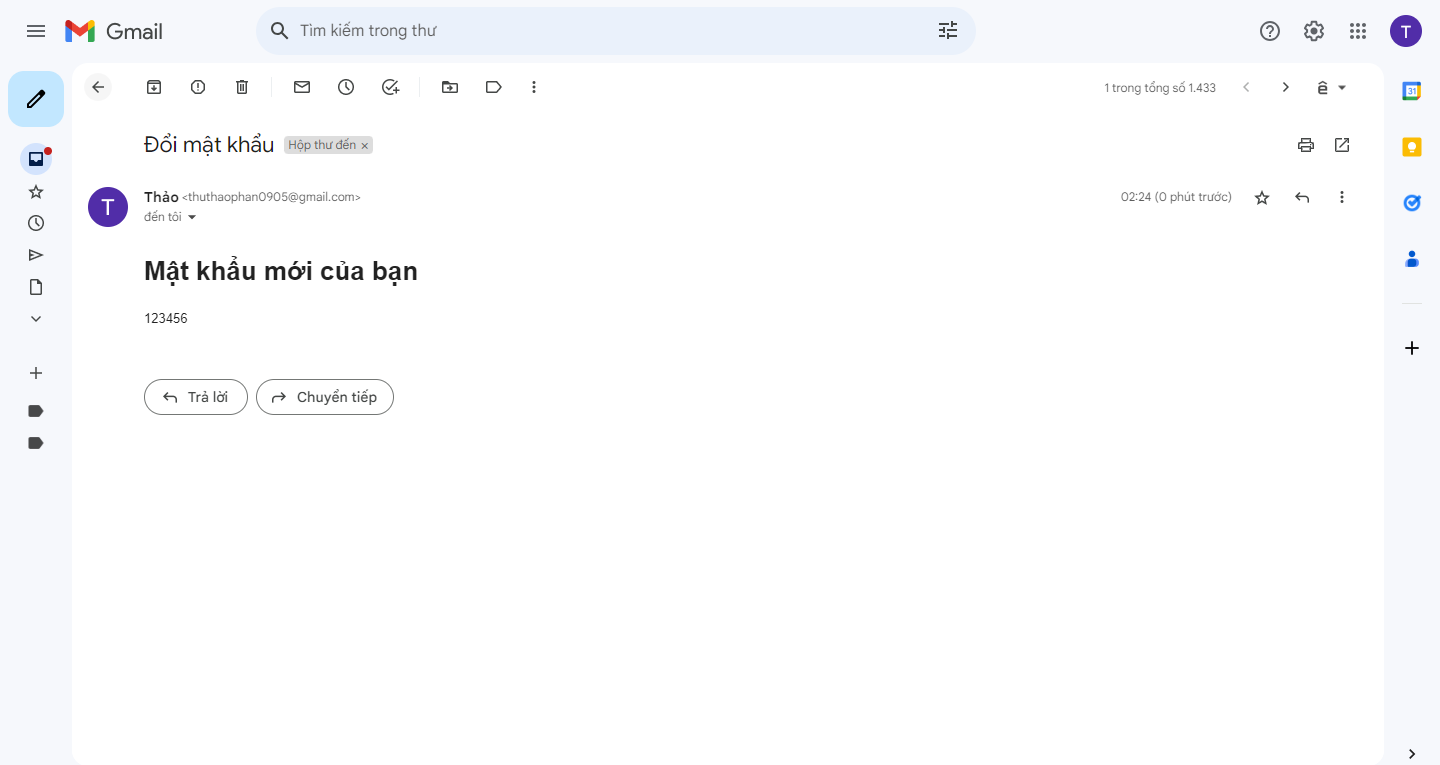 Gmail
Tìm kiếm trong thư
T
1 trong tổng số 1.433
Đổi mật khẩu
Hộp thư đến ×
T
Thảo <thuthaophan0905@gmail.com>
02:24 (0 phút trước)
đến tôi
Mật khẩu mới của bạn
123456
Trả lời
Chuyển tiếp
31